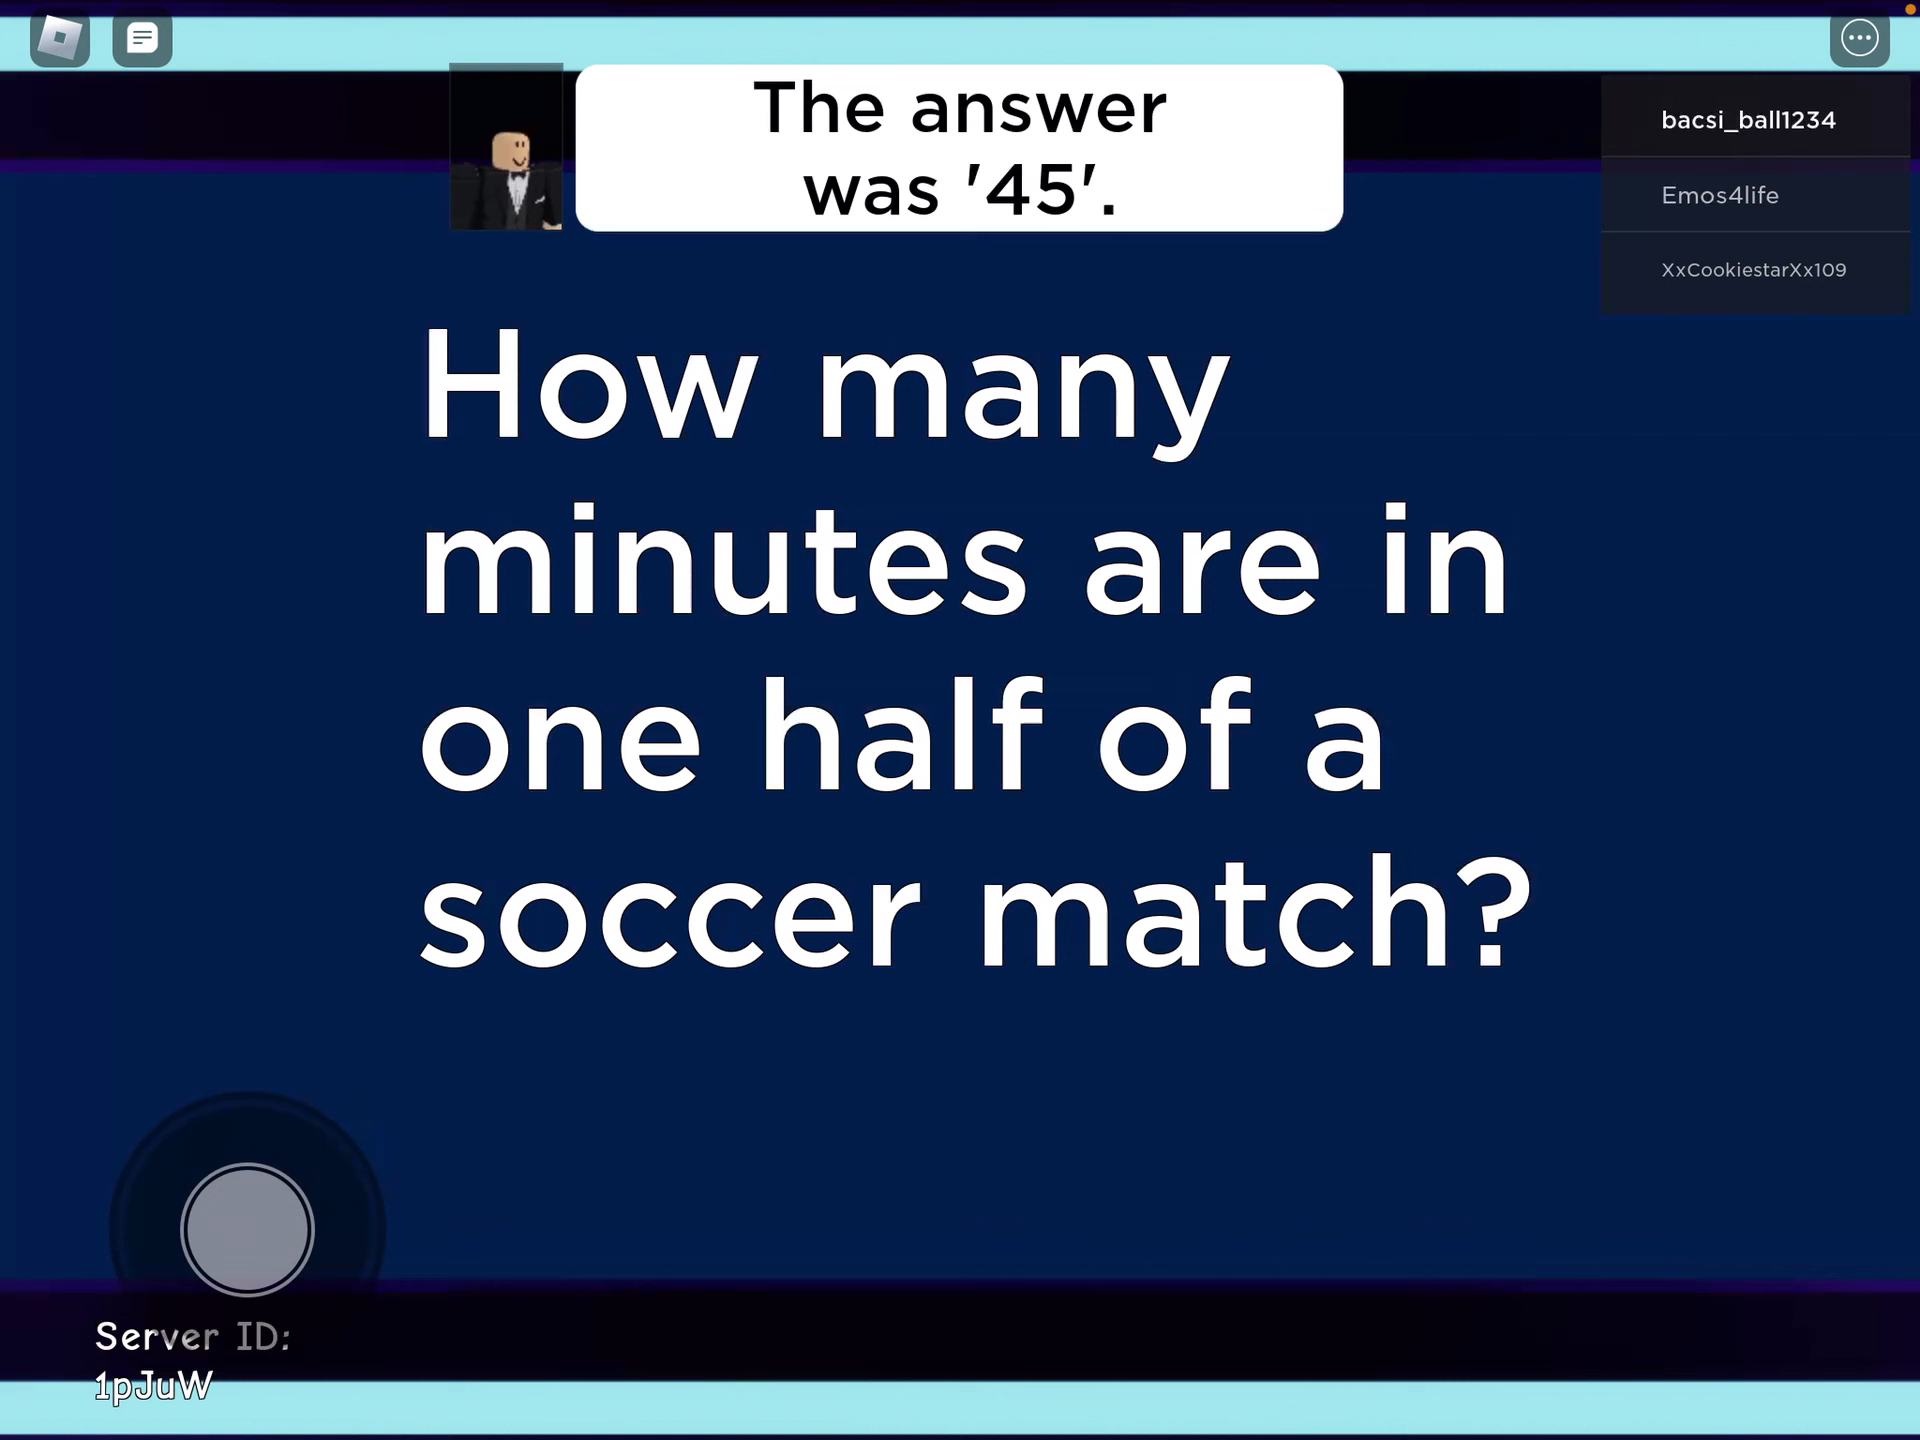 The answer
was '45'.
bacsi_ball1234
Emos4life
XxCookiestarXx109
How many
minutes are in
one half of a
soccer match?
Server ID:
1pJuW